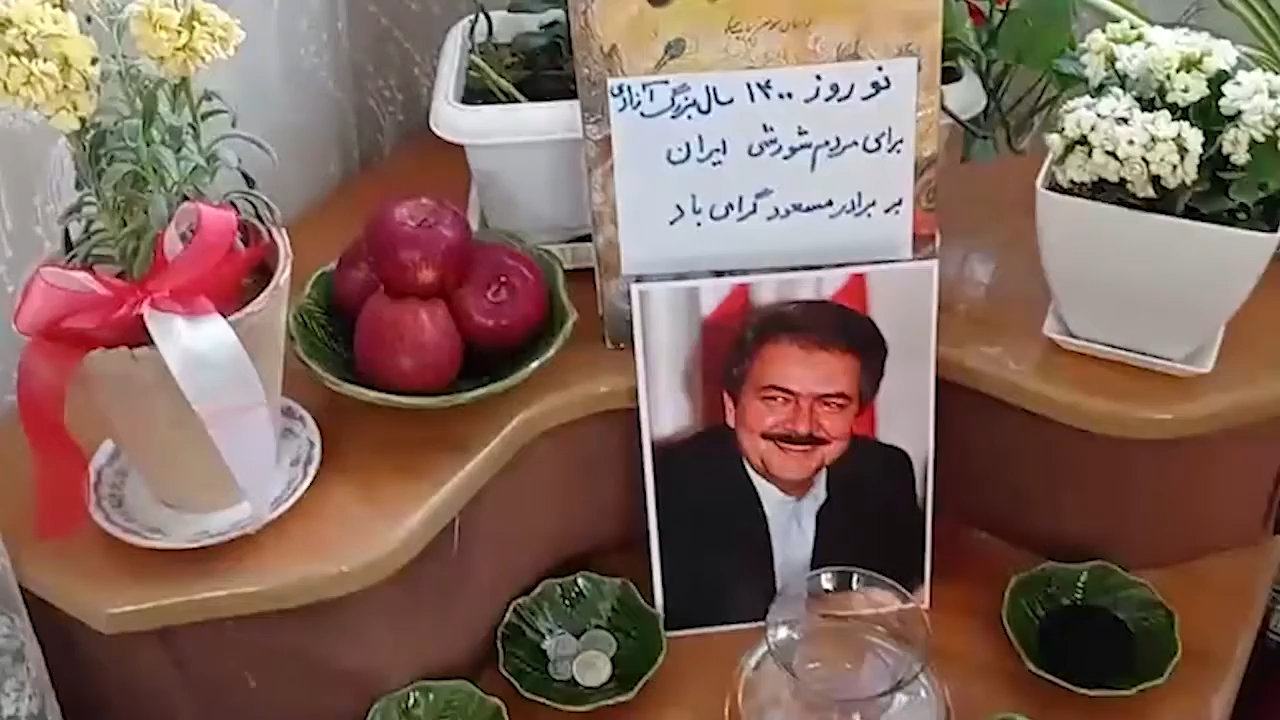 نوروز ۱۴۰۰ سال بزرگ آزادی
برای مردم شورشی ایران
بر برادر مسعود گرامی باد